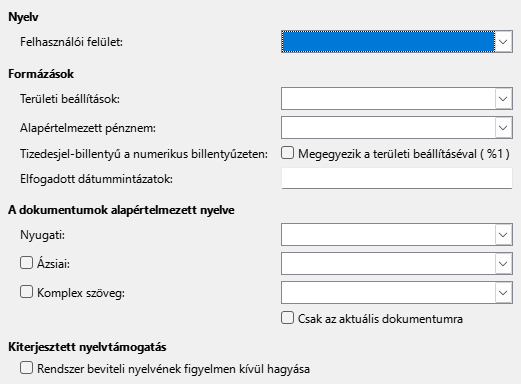 Nyelv
Felhasználói felület:
Formázások
Területi beállítások:
Alapértelmezett pénznem:
Tizedesjel-billentyű a numerikus billentyűzeten: Megegyezik a területi beállításéval ( %1 )
Elfogadott dátummintázatok:
A dokumentumok alapértelmezett nyelve
Nyugati:
Ázsiai:
Komplex szöveg:
Csak az aktuális dokumentumra
Kiterjesztett nyelvtámogatás
Rendszer beviteli nyelvének figyelmen kívül hagyása